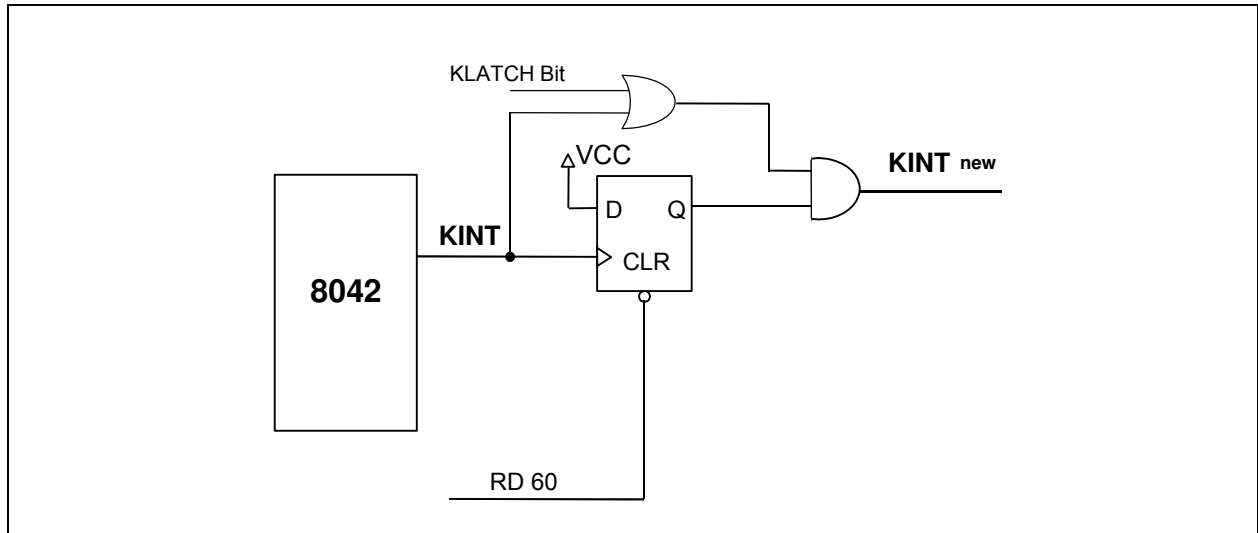 KLATCH Bit
VCC
KINT new
D Q
KINT
CLR
8042
RD 60